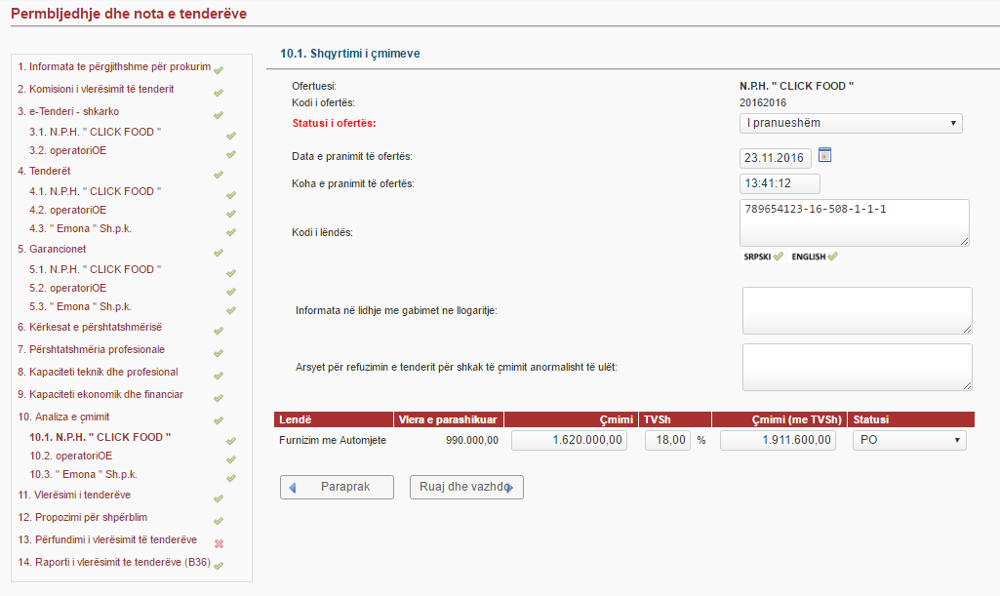 Permbljedhje dhe nota e tenderëve
1. Informata te përgjithshme për prokurim
2. Komisioni i vlerësimit të tenderit
3. e-Tenderi - shkarko
3.1. N.P.H. " CLICK FOOD "
3.2. operatoriOE
4. Tenderët
4.1. N.P.H. " CLICK FOOD "
4.2. operatoriOE
4.3. " Emona " Sh.p.k.
5. Garancionet
5.1. N.P.H. " CLICK FOOD "
5.2. operatoriOE
5.3. " Emona " Sh.p.k.
6. Kërkesat e përshtatshmërisë
7. Përshtatshmëria profesionale
8. Kapaciteti teknik dhe profesional
9. Kapaciteti ekonomik dhe financiar
10. Analiza e çmimit
10.1. N.P.H. " CLICK FOOD "
10.2. operatoriOE
10.3. " Emona " Sh.p.k.
11. Vlerësimi i tenderëve
12. Propozimi për shpërblim
13. Përfundimi i vlerësimit të tenderëve
14. Raporti i vlerësimit te tenderëve (B36)
10.1. Shqyrtimi i çmimeve
Ofertuesi: N.P.H. " CLICK FOOD "
Kodi i ofertës: 20162016
Statusi i ofertës: I pranueshëm
Data e pranimit të ofertës: 23.11.2016
Koha e pranimit të ofertës: 13:41:12
Kodi i lëndës: 789654123-16-508-1-1-1
SRPSKI ENGLISH
Informata në lidhje me gabimet ne llogaritje:
Arsyet për refuzimin e tenderit për shkak të çmimit anormalisht të ulët:
Lendë Vlera e parashikuar Çmimi TVSh Çmimi (me TVSh) Statusi
Furnizim me Automjete 990.000,00 1.620.000,00 18,00 % 1.911.600,00 PO
Paraprak Ruaj dhe vazhdo